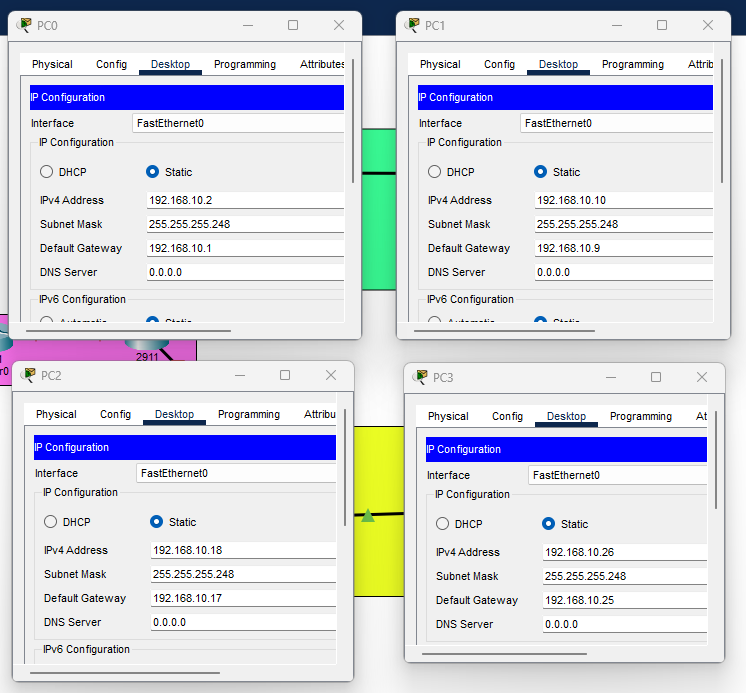 PC0
Physical Config Desktop Programming Attributes
IP Configuration
Interface FastEthernet0
IP Configuration
DHCP Static
IPv4 Address 192.168.10.2
Subnet Mask 255.255.255.248
Default Gateway 192.168.10.1
DNS Server 0.0.0.0
IPv6 Configuration
Automatic Static
PC1
Physical Config Desktop Programming Attrib
IP Configuration
Interface FastEthernet0
IP Configuration
DHCP Static
IPv4 Address 192.168.10.10
Subnet Mask 255.255.255.248
Default Gateway 192.168.10.9
DNS Server 0.0.0.0
IPv6 Configuration
Automatic Static
2911
r0
PC2
Physical Config Desktop Programming Attribu
IP Configuration
Interface FastEthernet0
IP Configuration
DHCP Static
IPv4 Address 192.168.10.18
Subnet Mask 255.255.255.248
Default Gateway 192.168.10.17
DNS Server 0.0.0.0
IPv6 Configuration
PC3
Physical Config Desktop Programming At
IP Configuration
Interface FastEthernet0
IP Configuration
DHCP Static
IPv4 Address 192.168.10.26
Subnet Mask 255.255.255.248
Default Gateway 192.168.10.25
DNS Server 0.0.0.0